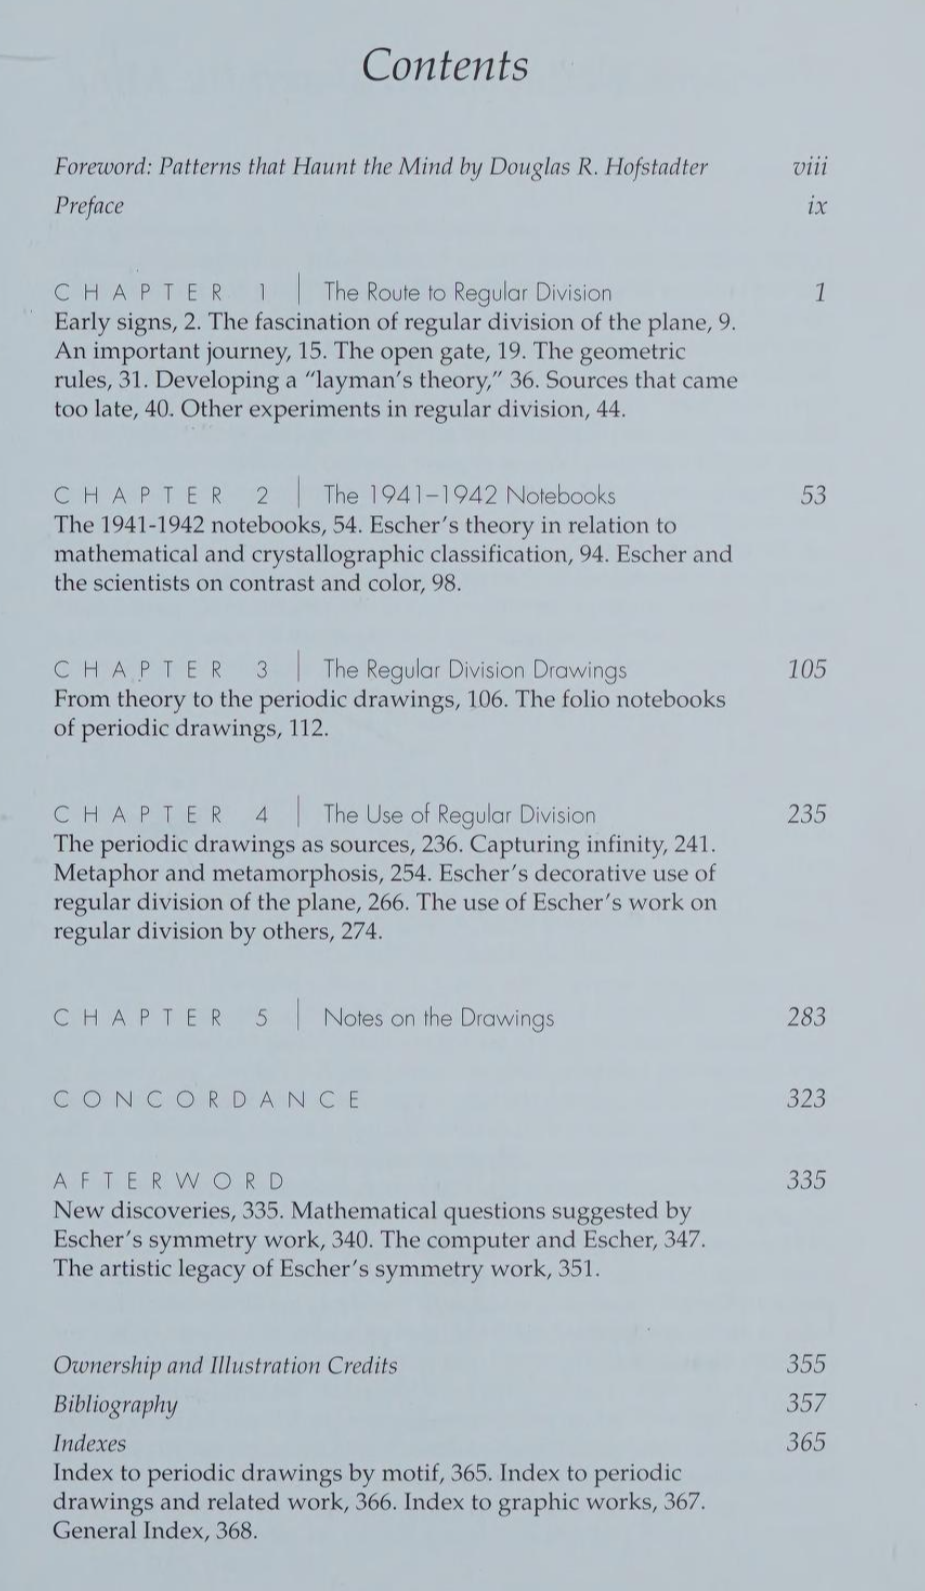 Contents
Foreword: Patterns that Haunt the Mind by Douglas R. Hofstadter viii
Preface ix
CHAPTER 1 | The Route to Regular Division 1
Early signs, 2. The fascination of regular division of the plane, 9.
An important journey, 15. The open gate, 19. The geometric
rules, 31. Developing a “layman’s theory,” 36. Sources that came
too late, 40. Other experiments in regular division, 44.
CHAPTER 2 | The 1941–1942 Notebooks 53
The 1941-1942 notebooks, 54. Escher’s theory in relation to
mathematical and crystallographic classification, 94. Escher and
the scientists on contrast and color, 98.
CHAPTER 3 | The Regular Division Drawings 105
From theory to the periodic drawings, 106. The folio notebooks
of periodic drawings, 112.
CHAPTER 4 | The Use of Regular Division 235
The periodic drawings as sources, 236. Capturing infinity, 241.
Metaphor and metamorphosis, 254. Escher’s decorative use of
regular division of the plane, 266. The use of Escher’s work on
regular division by others, 274.
CHAPTER 5 | Notes on the Drawings 283
CONCORDANCE 323
AFTERWORD 335
New discoveries, 335. Mathematical questions suggested by
Escher’s symmetry work, 340. The computer and Escher, 347.
The artistic legacy of Escher’s symmetry work, 351.
Ownership and Illustration Credits 355
Bibliography 357
Indexes 365
Index to periodic drawings by motif, 365. Index to periodic
drawings and related work, 366. Index to graphic works, 367.
General Index, 368.